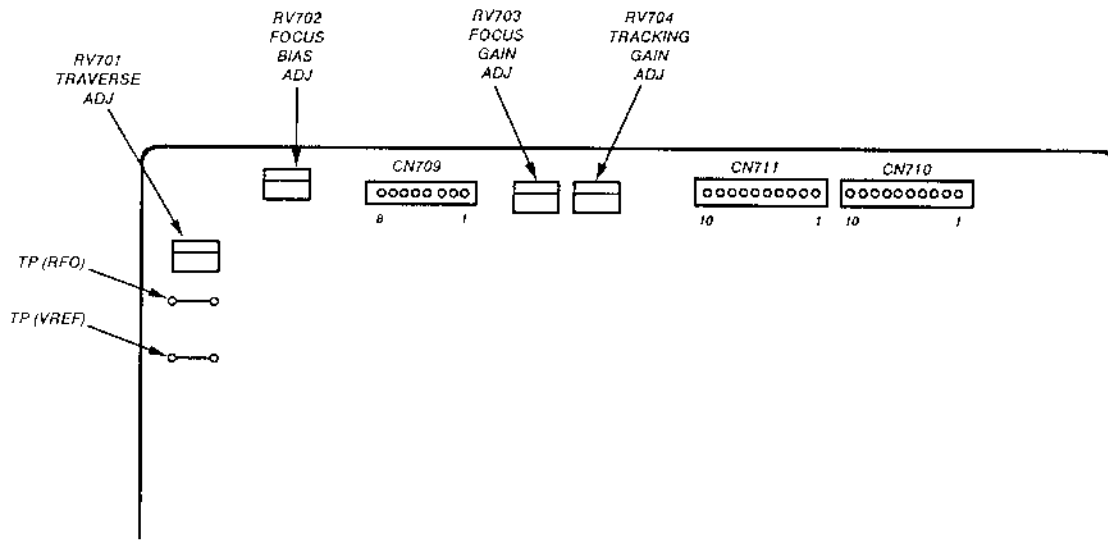 RV702
FOCUS
BIAS
ADJ
RV703
FOCUS
GAIN
ADJ
RV704
TRACKING
GAIN
ADJ
RV701
TRAVERSE
ADJ
CN709
8 1
CN711
10 1
CN710
10 1
TP (RFO)
TP (VREF)